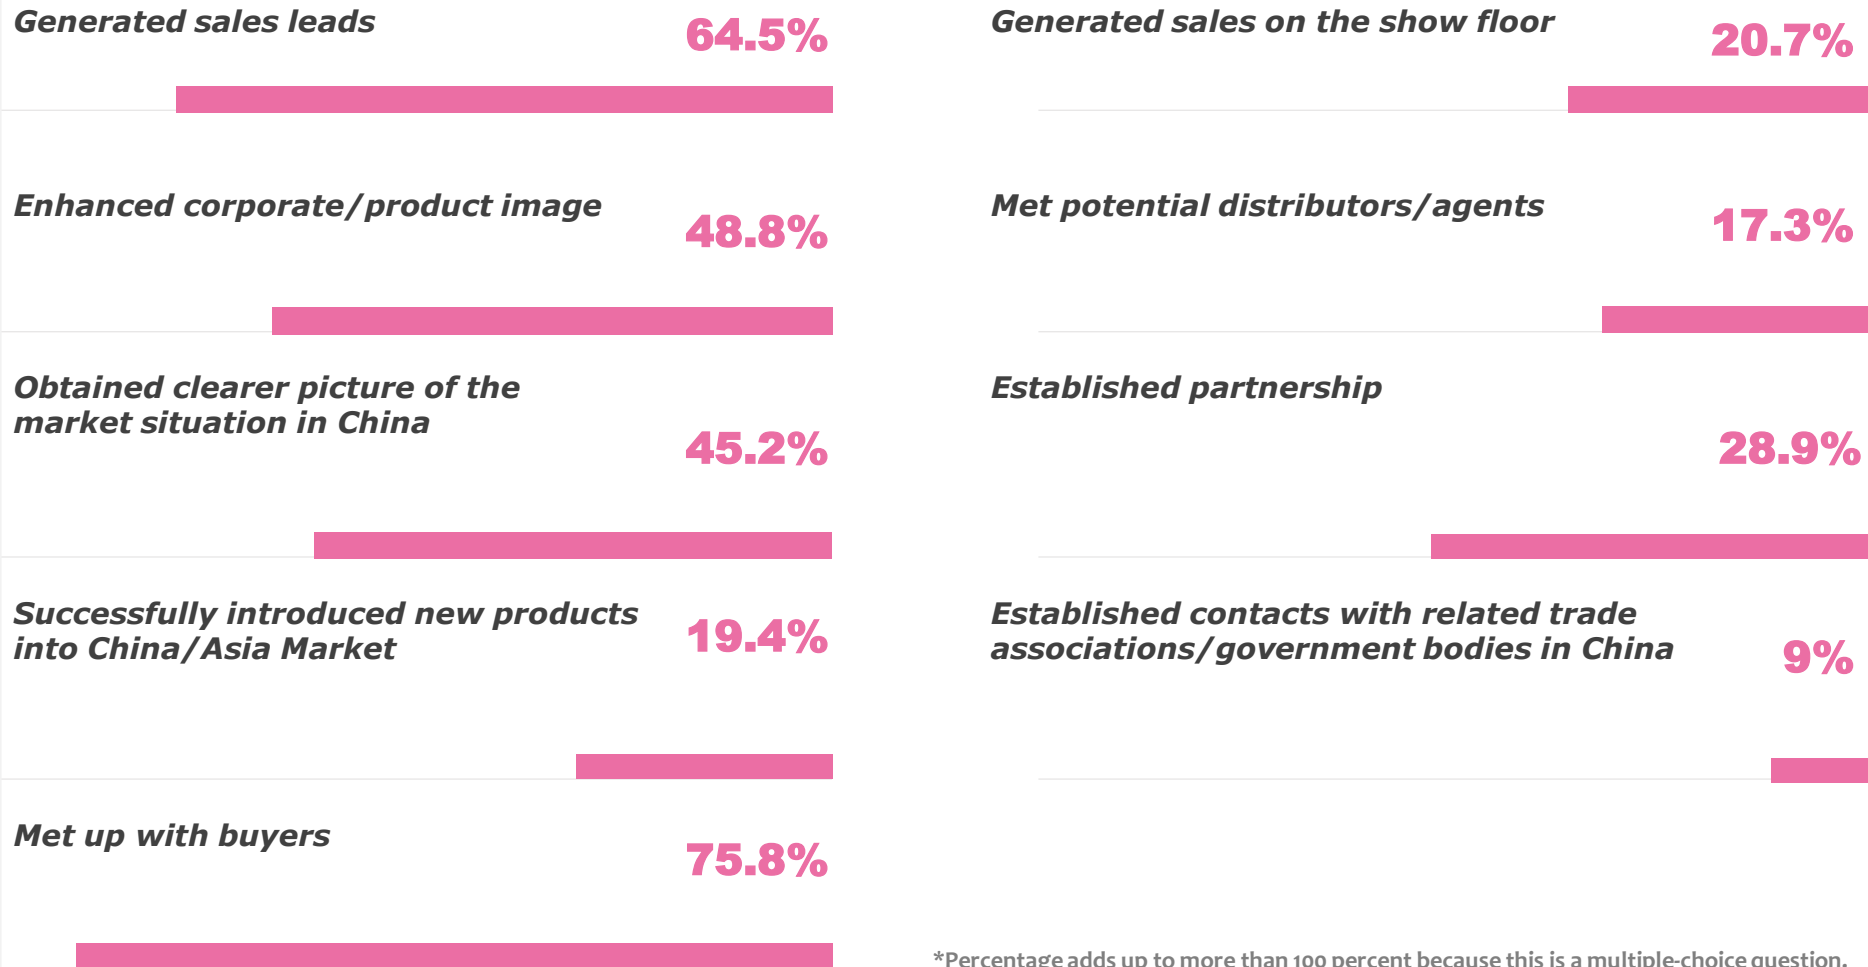 Generated sales leads
64.5%
Enhanced corporate/product image
48.8%
Obtained clearer picture of the
market situation in China
45.2%
Successfully introduced new products
into China/Asia Market
19.4%
Met up with buyers
75.8%
Generated sales on the show floor
20.7%
Met potential distributors/agents
17.3%
Established partnership
28.9%
Established contacts with related trade
associations/government bodies in China
9%
*Percentage adds up to more than 100 percent because this is a multiple-choice question.